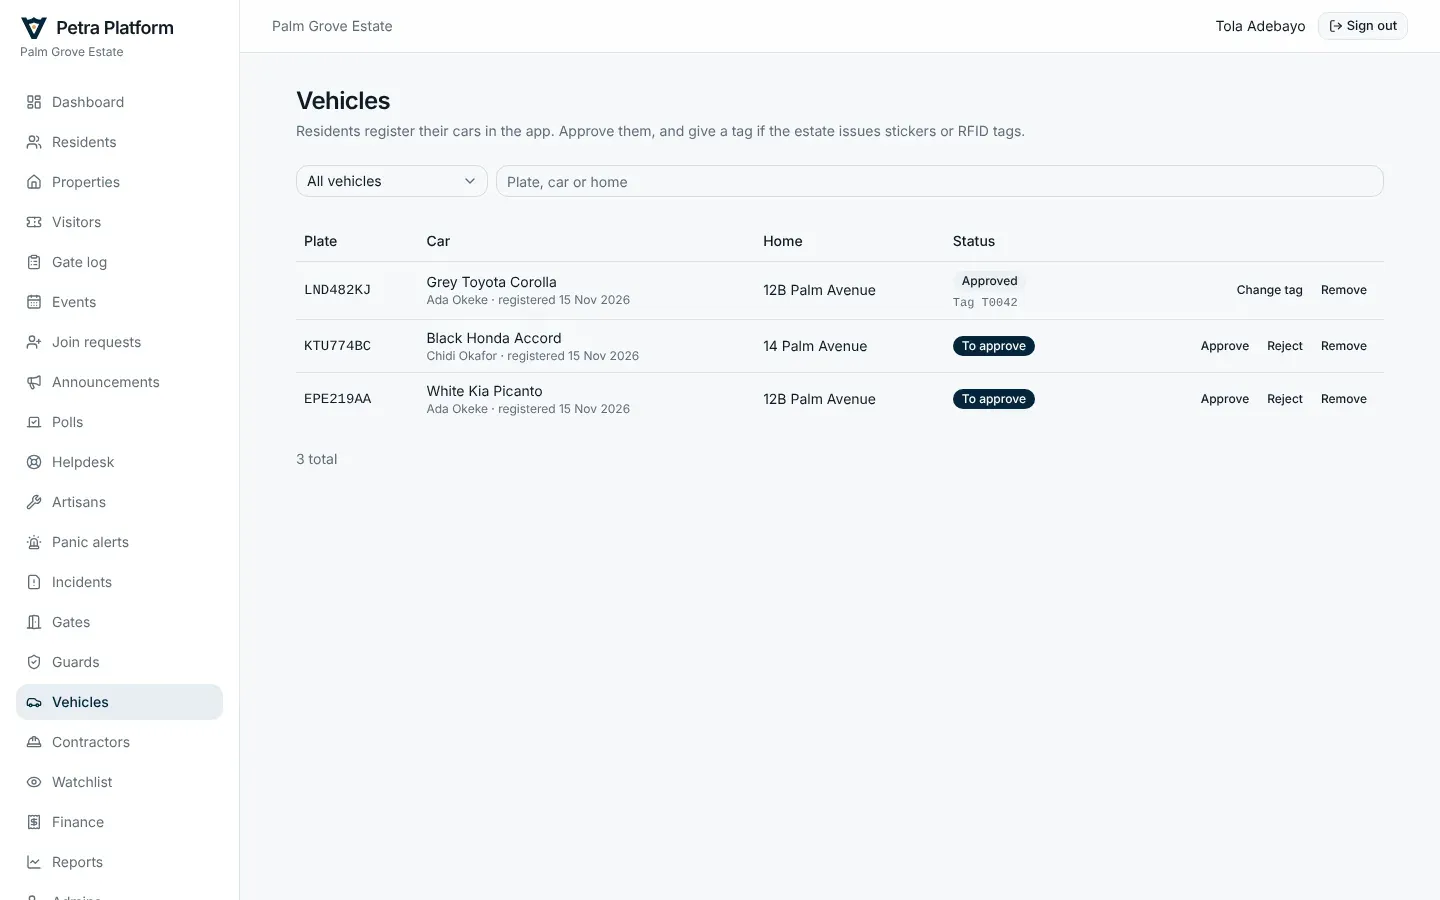 Petra Platform
Palm Grove Estate
Dashboard
Residents
Properties
Visitors
Gate log
Events
Join requests
Announcements
Polls
Helpdesk
Artisans
Panic alerts
Incidents
Gates
Guards
Vehicles
Contractors
Watchlist
Finance
Reports
Palm Grove Estate
Tola Adebayo
Sign out
Vehicles
Residents register their cars in the app. Approve them, and give a tag if the estate issues stickers or RFID tags.
All vehicles
Plate, car or home
Plate Car Home Status
LND482KJ Grey Toyota Corolla 12B Palm Avenue Approved Change tag Remove
Ada Okeke · registered 15 Nov 2026 Tag T0042
KTU774BC Black Honda Accord 14 Palm Avenue To approve Approve Reject Remove
Chidi Okafor · registered 15 Nov 2026
EPE219AA White Kia Picanto 12B Palm Avenue To approve Approve Reject Remove
Ada Okeke · registered 15 Nov 2026
3 total